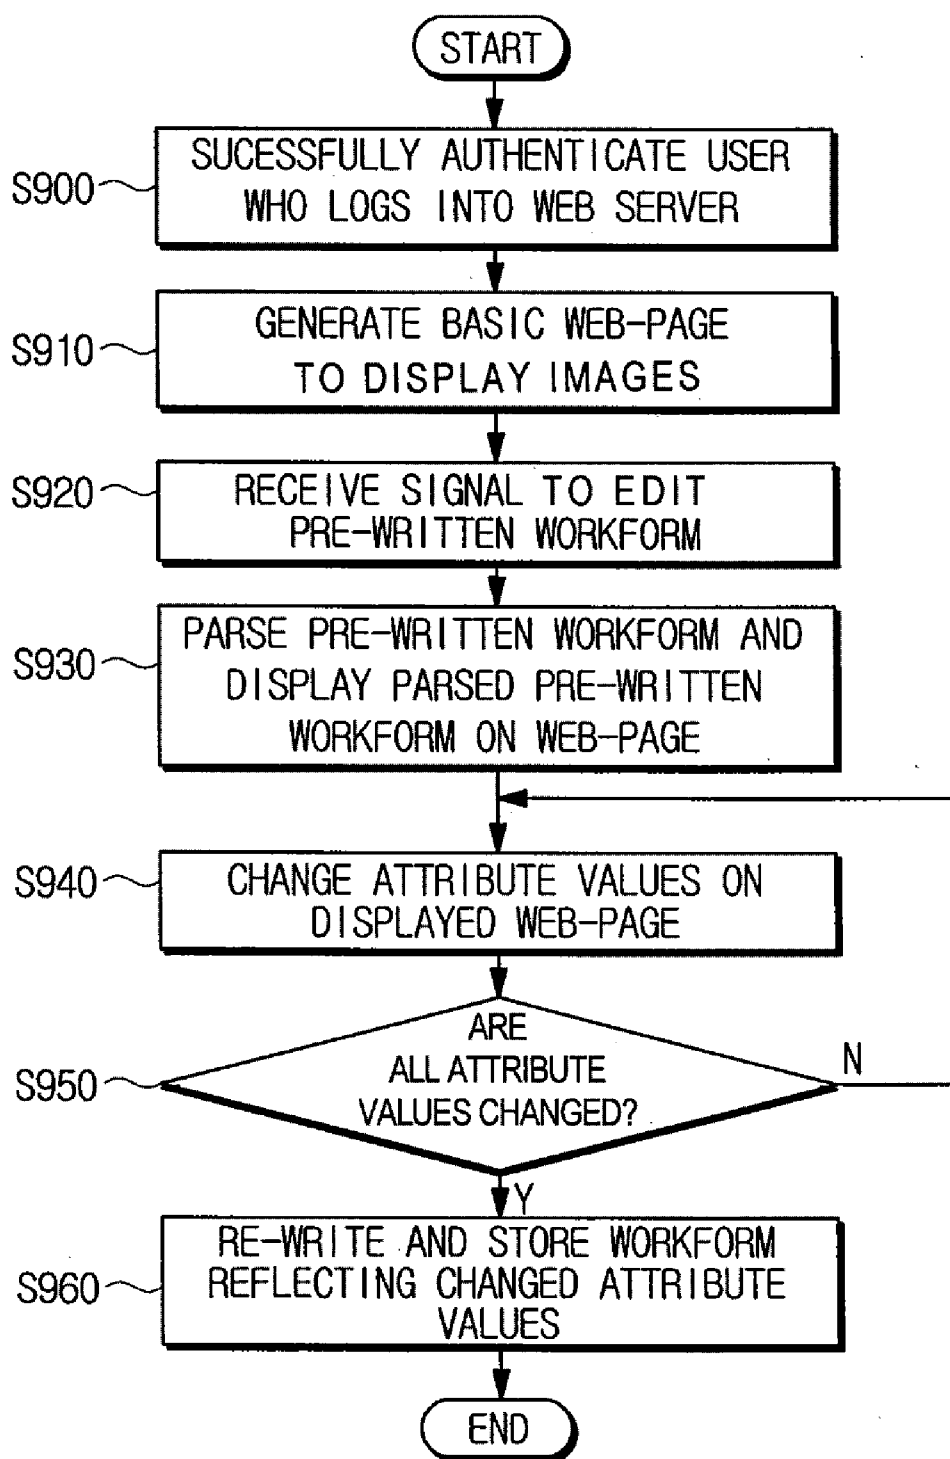 START
S900
SUCESSFULLY AUTHENTICATE USER
WHO LOGS INTO WEB SERVER
S910
GENERATE BASIC WEB-PAGE
TO DISPLAY IMAGES
S920
RECEIVE SIGNAL TO EDIT
PRE-WRITTEN WORKFORM
S930
PARSE PRE-WRITTEN WORKFORM AND
DISPLAY PARSED PRE-WRITTEN
WORKFORM ON WEB-PAGE
S940
CHANGE ATTRIBUTE VALUES ON
DISPLAYED WEB-PAGE
S950
ARE
ALL ATTRIBUTE
VALUES CHANGED?
N
Y
S960
RE-WRITE AND STORE WORKFORM
REFLECTING CHANGED ATTRIBUTE
VALUES
END